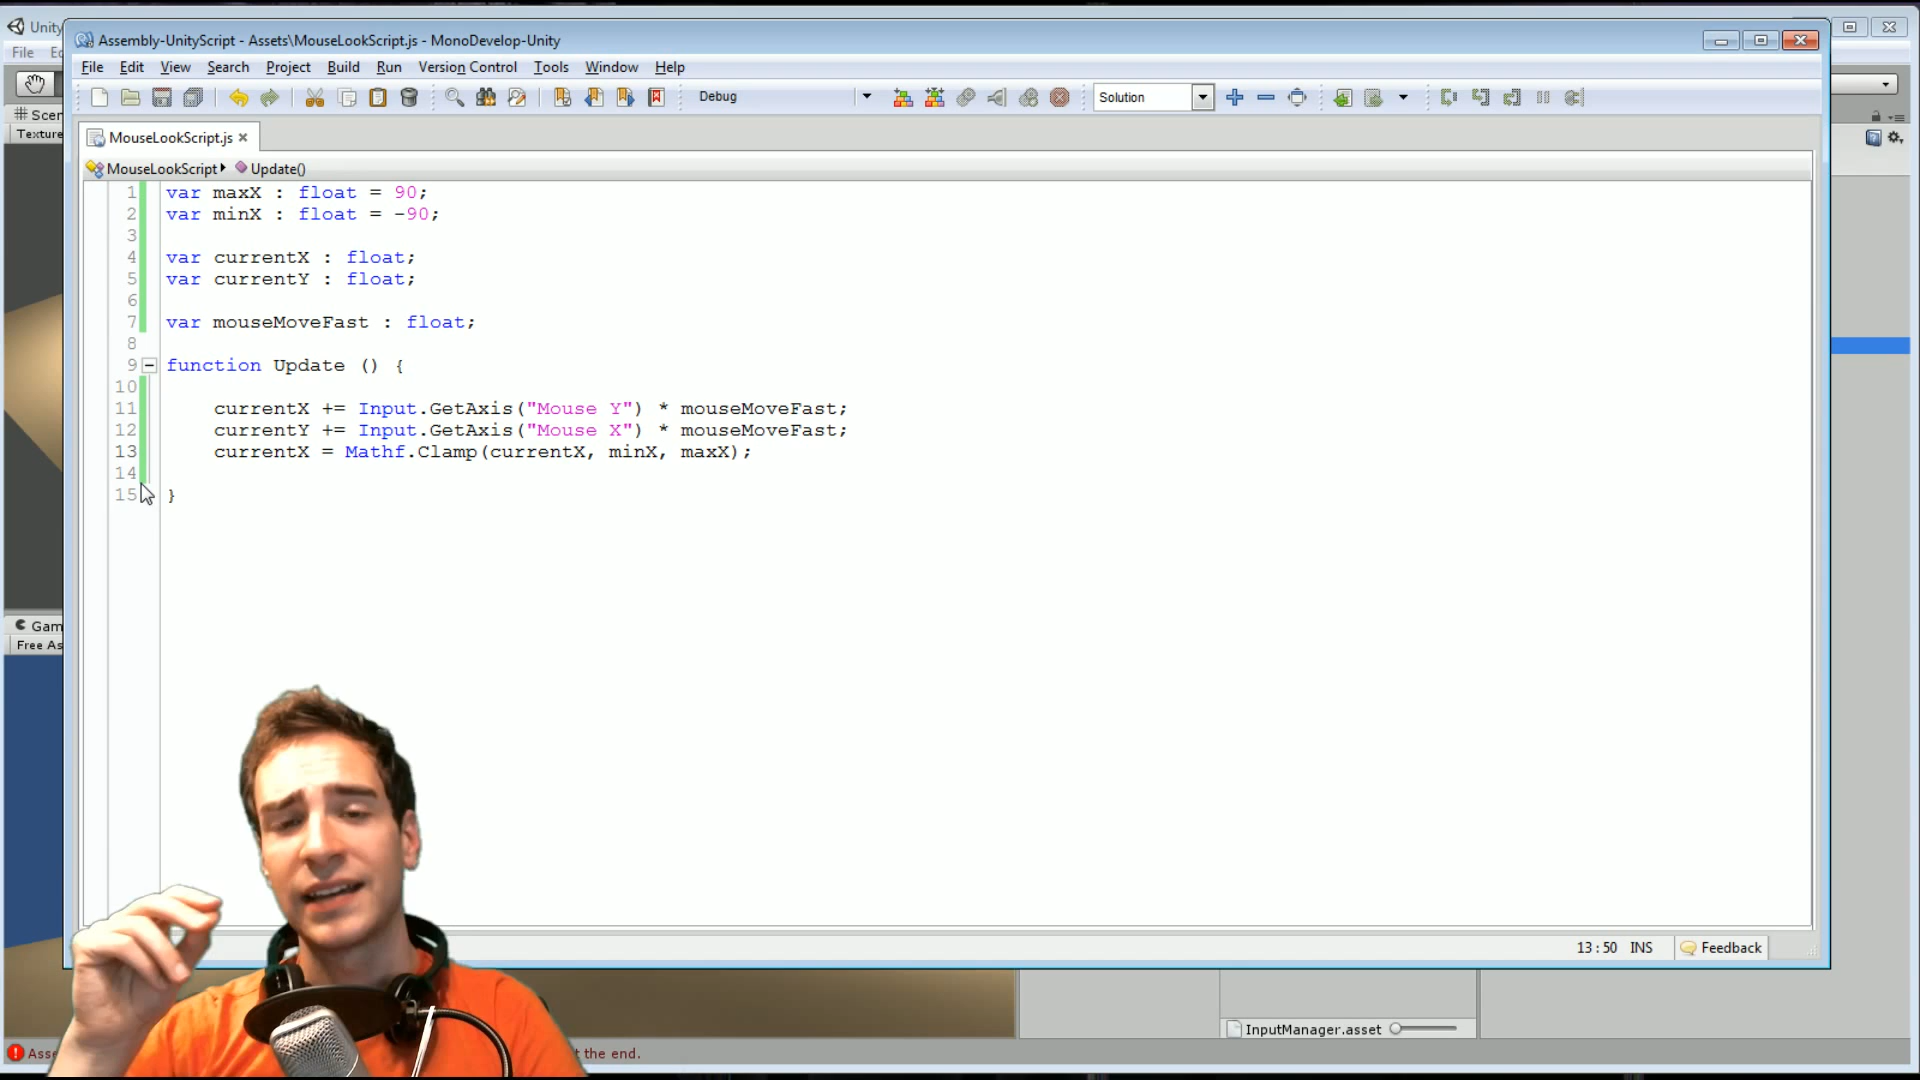 Unity
Assembly-UnityScript - Assets\MouseLookScript.js - MonoDevelop-Unity
File
File Edit View Search Project Build Run Version Control Tools Window Help
Debug
Solution
Scen
Texture
MouseLookScript.js
MouseLookScript Update()
1 var maxX : float = 90;
2 var minX : float = -90;
3
4 var currentX : float;
5 var currentY : float;
6
7 var mouseMoveFast : float;
8
9 function Update () {
10
11 currentX += Input.GetAxis("Mouse Y") * mouseMoveFast;
12 currentY += Input.GetAxis("Mouse X") * mouseMoveFast;
13 currentX = Mathf.Clamp(currentX, minX, maxX);
14
15 }
Gam
Free As
13:50 INS Feedback
InputManager.asset
Asse
t the end.